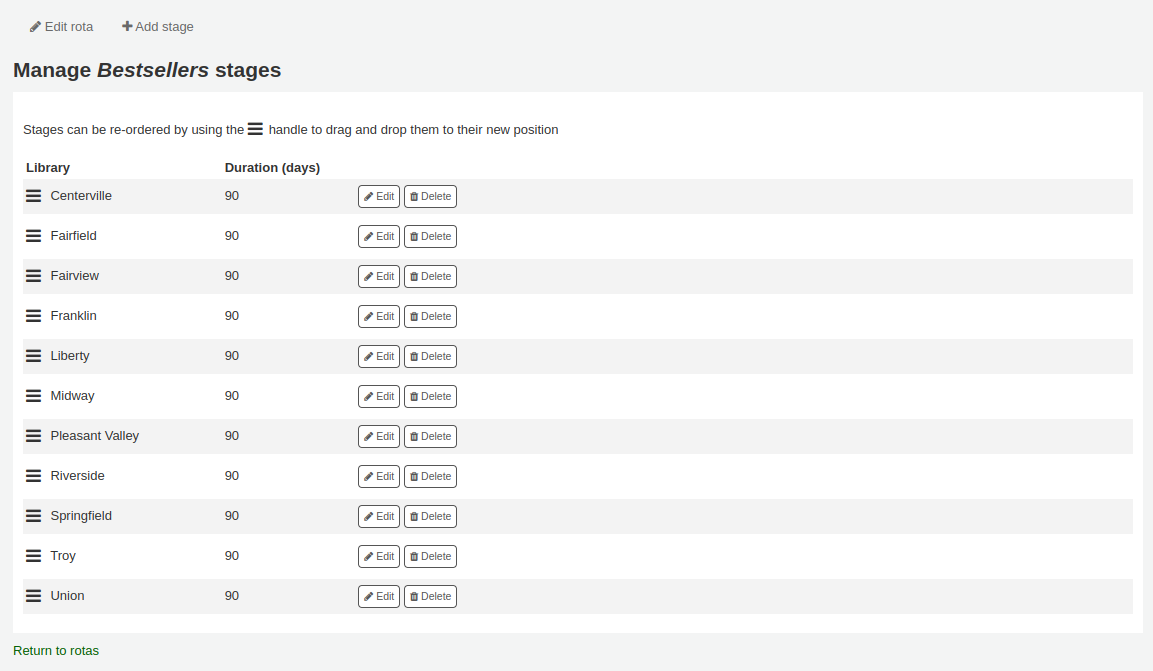 Edit rota Add stage
Manage Bestsellers stages
Stages can be re-ordered by using the handle to drag and drop them to their new position
Library Duration (days)
Centerville 90 Edit Delete
Fairfield 90 Edit Delete
Fairview 90 Edit Delete
Franklin 90 Edit Delete
Liberty 90 Edit Delete
Midway 90 Edit Delete
Pleasant Valley 90 Edit Delete
Riverside 90 Edit Delete
Springfield 90 Edit Delete
Troy 90 Edit Delete
Union 90 Edit Delete
Return to rotas